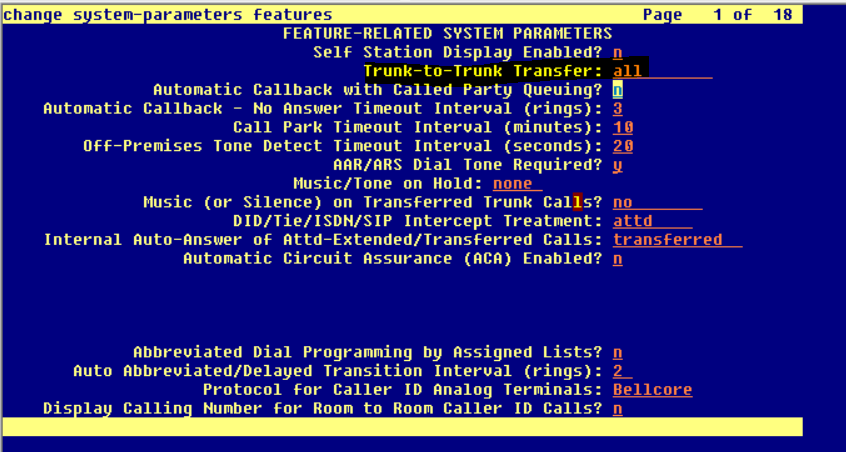 change system-parameters features Page 1 of 18
FEATURE-RELATED SYSTEM PARAMETERS
Self Station Display Enabled? n
Trunk-to-Trunk Transfer: all
Automatic Callback with Called Party Queuing? n
Automatic Callback - No Answer Timeout Interval (rings): 3
Call Park Timeout Interval (minutes): 10
Off-Premises Tone Detect Timeout Interval (seconds): 20
AAR/ARS Dial Tone Required? y
Music/Tone on Hold: none
Music (or Silence) on Transferred Trunk Calls? no
DID/Tie/ISDN/SIP Intercept Treatment: attd
Internal Auto-Answer of Attd-Extended/Transferred Calls: transferred
Automatic Circuit Assurance (ACA) Enabled? n
Abbreviated Dial Programming by Assigned Lists? n
Auto Abbreviated/Delayed Transition Interval (rings): 2
Protocol for Caller ID Analog Terminals: Bellcore
Display Calling Number for Room to Room Caller ID Calls? n